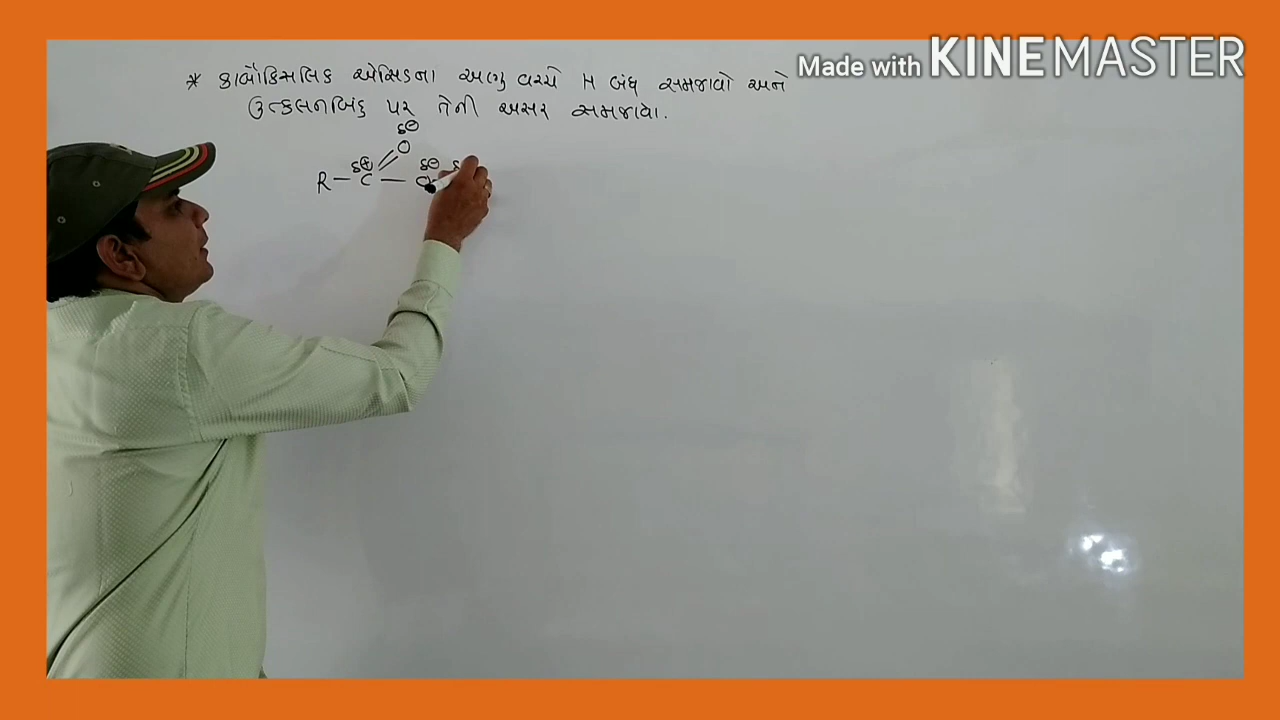 Made with KINEMASTER
* કાર્બોક્સિલિક એસિડના અણુ વચ્ચે H બંધ સમજાવો અને
ઉત્કલનબિંદુ પર તેની અસર સમજાવો.
δ⊖
O
δ⊕ δ⊖ δ
R — C — O